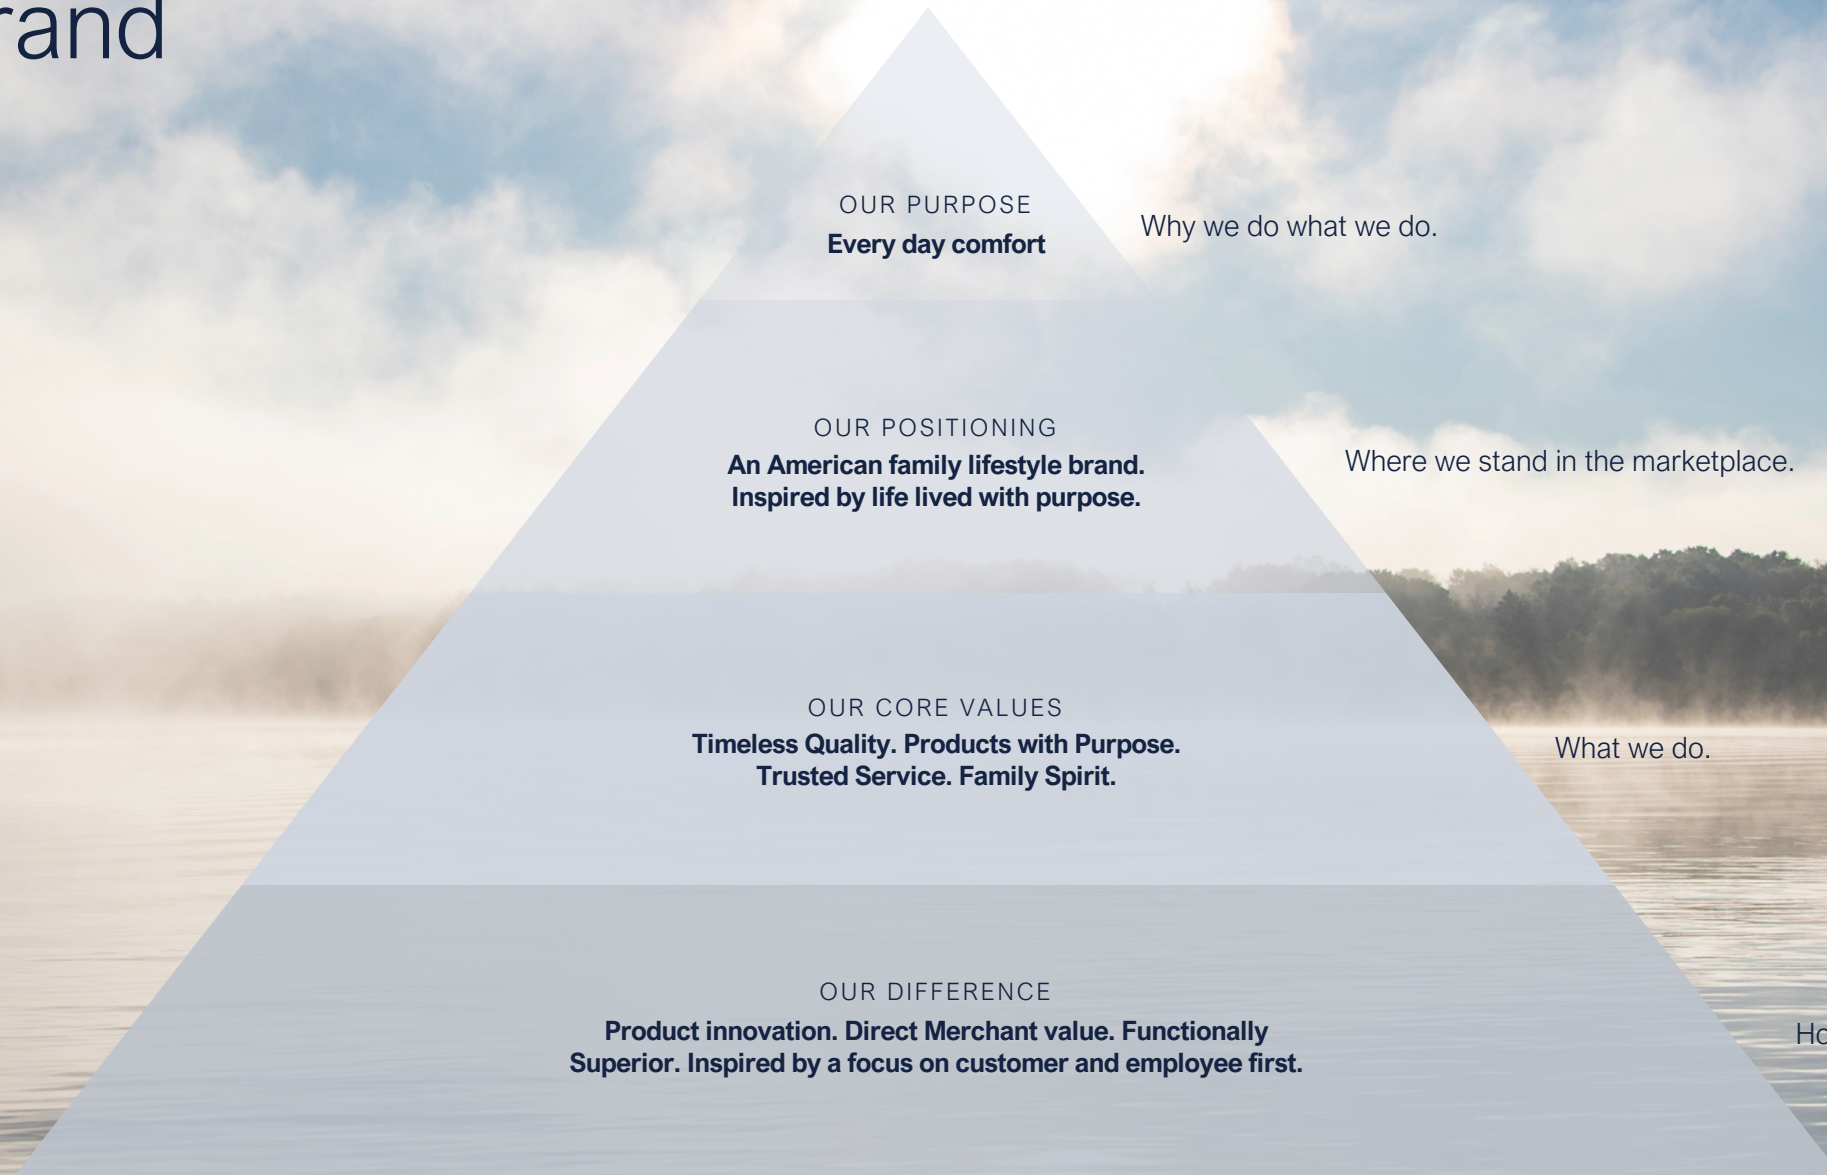 rand
OUR PURPOSE
Every day comfort
Why we do what we do.
OUR POSITIONING
An American family lifestyle brand.
Inspired by life lived with purpose.
Where we stand in the marketplace.
OUR CORE VALUES
Timeless Quality. Products with Purpose.
Trusted Service. Family Spirit.
What we do.
OUR DIFFERENCE
Product innovation. Direct Merchant value. Functionally
Superior. Inspired by a focus on customer and employee first.